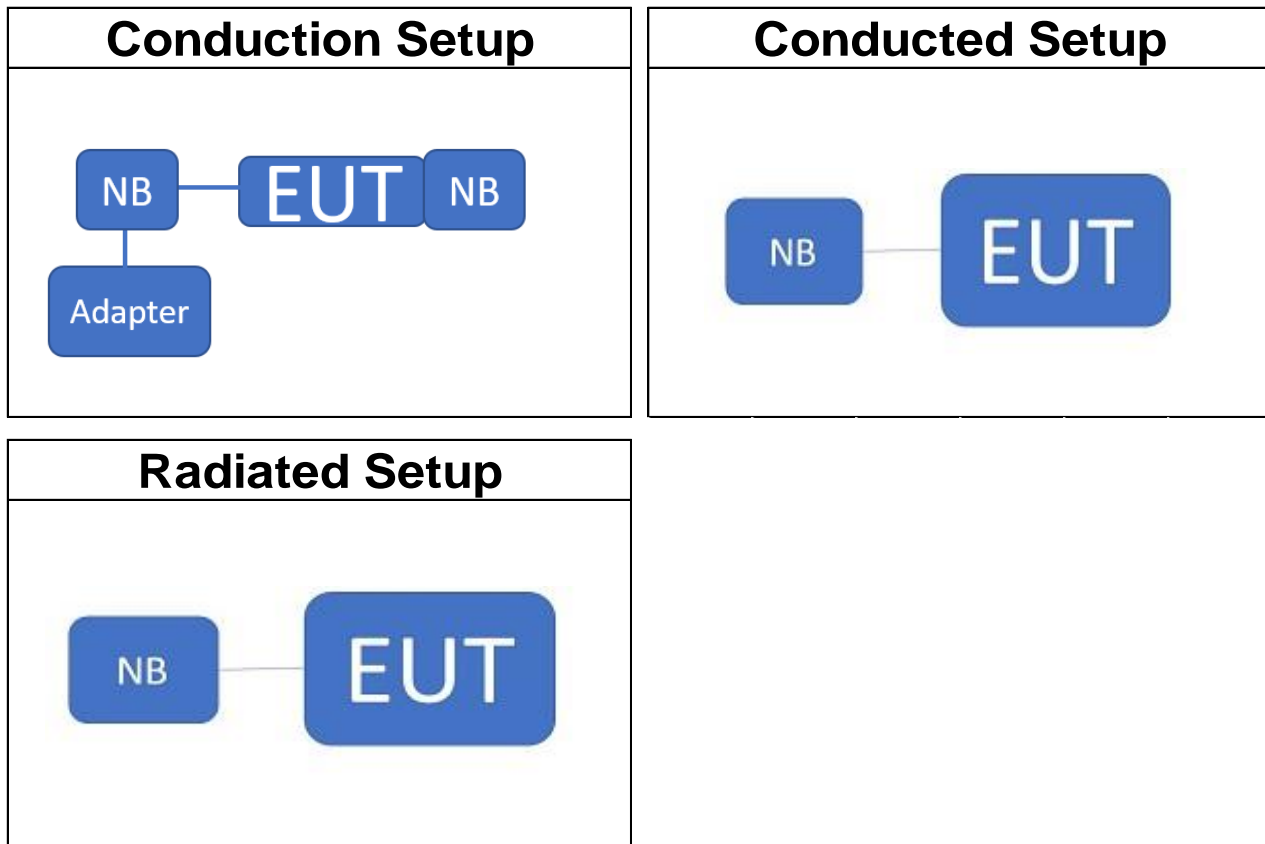 Conduction Setup
NB
EUT
NB
Adapter
Conducted Setup
NB
EUT
Radiated Setup
NB
EUT